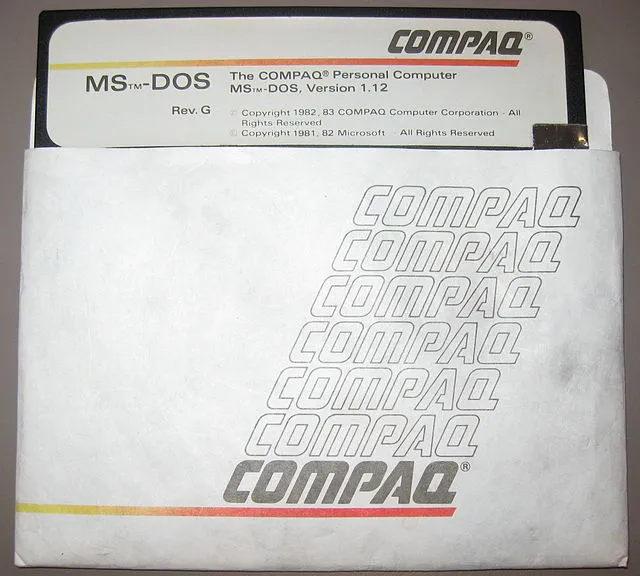 COMPAQ®
MS™-DOS
The COMPAQ® Personal Computer
MS™-DOS, Version 1.12
Rev. G
© Copyright 1982, 83 COMPAQ Computer Corporation - All
Rights Reserved
© Copyright 1981, 82 Microsoft - All Rights Reserved
COMPAQ
COMPAQ
COMPAQ
COMPAQ
COMPAQ
COMPAQ
COMPAQ®